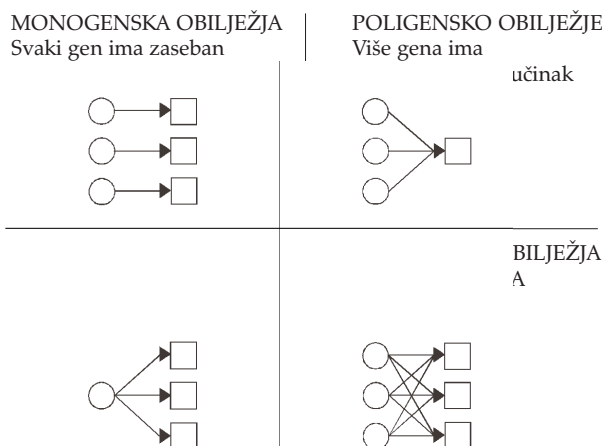 MONOGENSKA OBILJEŽJA
Svaki gen ima zaseban
POLIGENSKO OBILJEŽJE
Više gena ima
učinak
BILJEŽJA
A